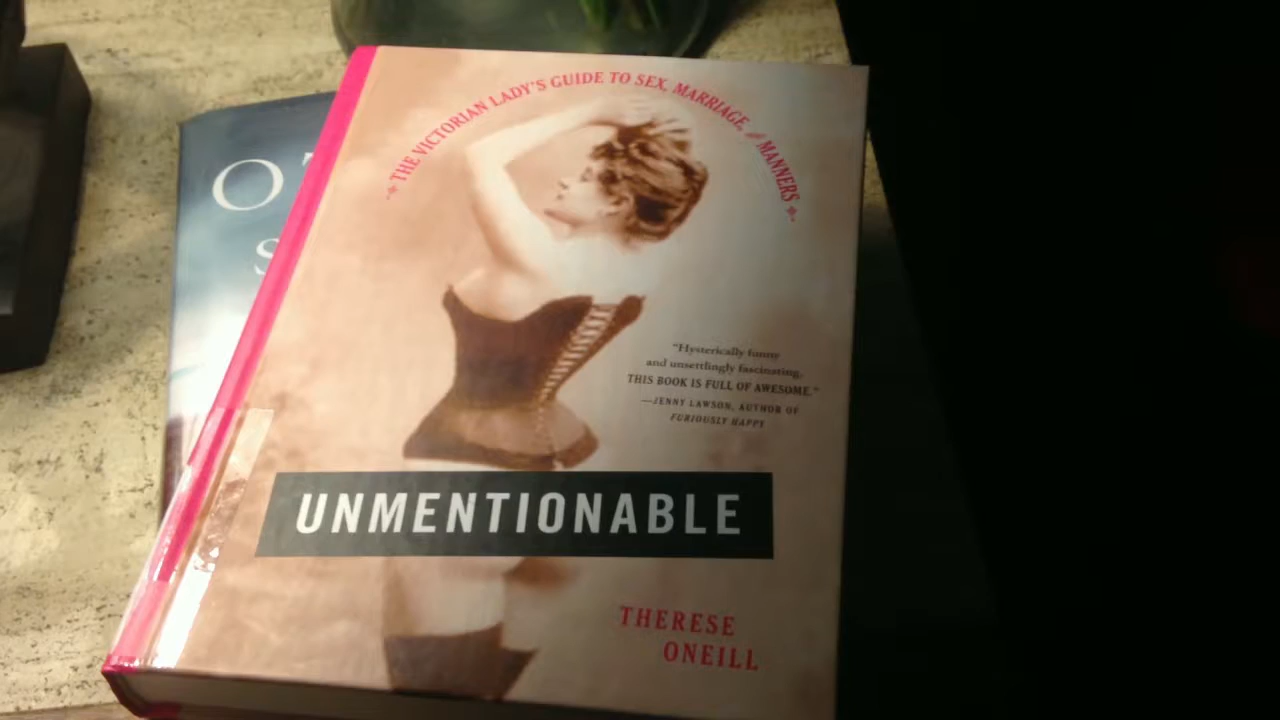 THE VICTORIAN LADY'S GUIDE TO SEX, MARRIAGE, & MANNERS
"Hysterically funny
and unsettlingly fascinating,
THIS BOOK IS FULL OF AWESOME."
—JENNY LAWSON, AUTHOR OF
FURIOUSLY HAPPY
UNMENTIONABLE
THERESE
ONEILL
O
S